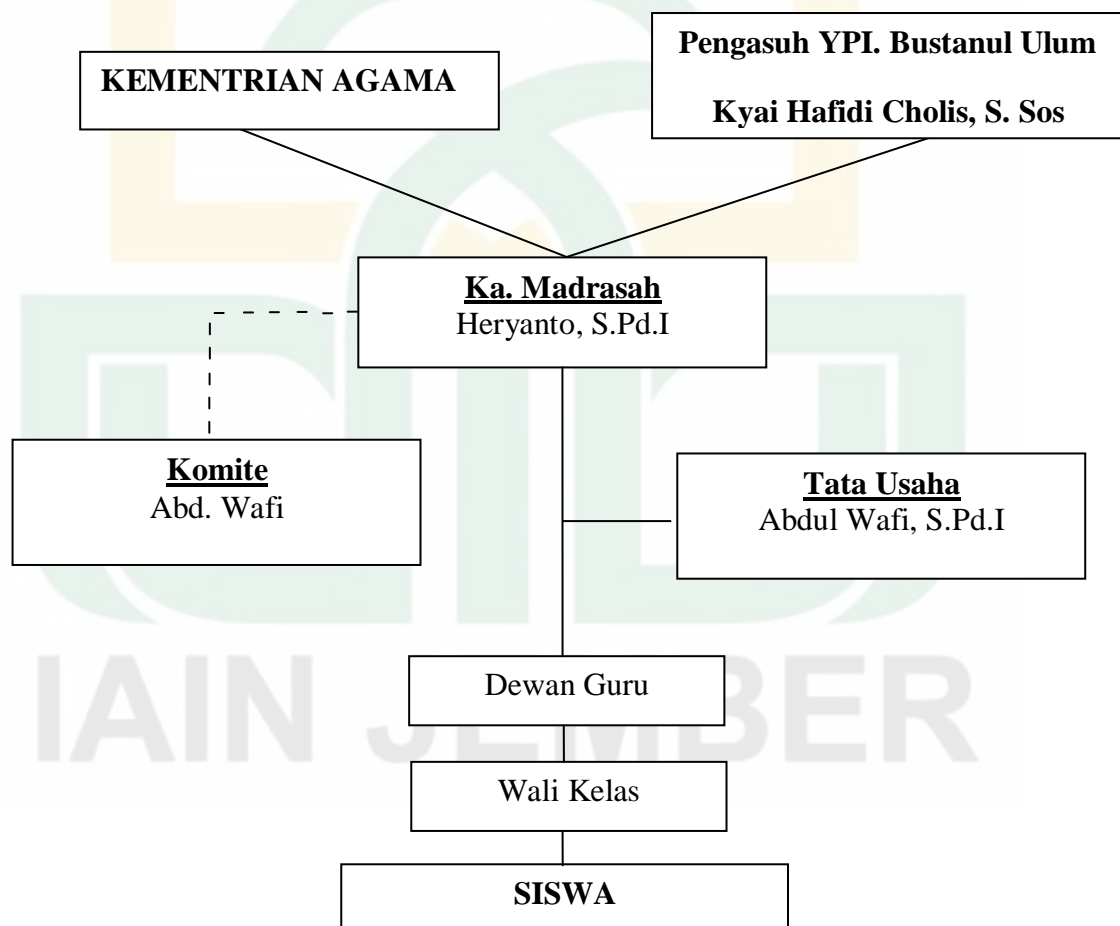 KEMENTRIAN AGAMA
Pengasuh YPI. Bustanul Ulum
Kyai Hafidi Cholis, S. Sos
Ka. Madrasah
Heryanto, S.Pd.I
Komite
Abd. Wafi
Tata Usaha
Abdul Wafi, S.Pd.I
Dewan Guru
IAIN JEMBER
Wali Kelas
SISWA